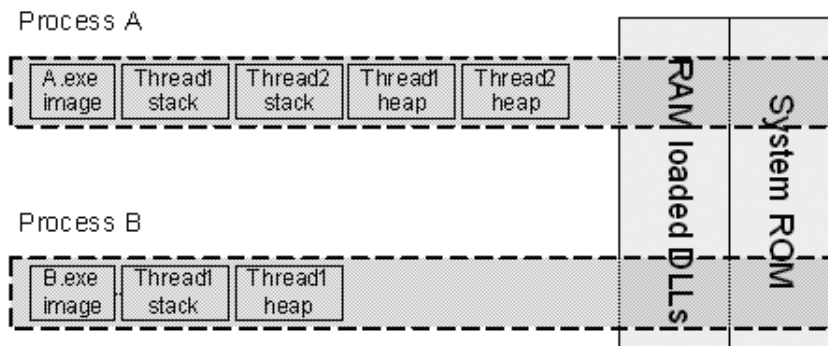 Process A
A.exe image
Thread1 stack
Thread2 stack
Thread1 heap
Thread2 heap
RAM loaded DLLs
System ROM
Process B
B.exe image
Thread1 stack
Thread1 heap